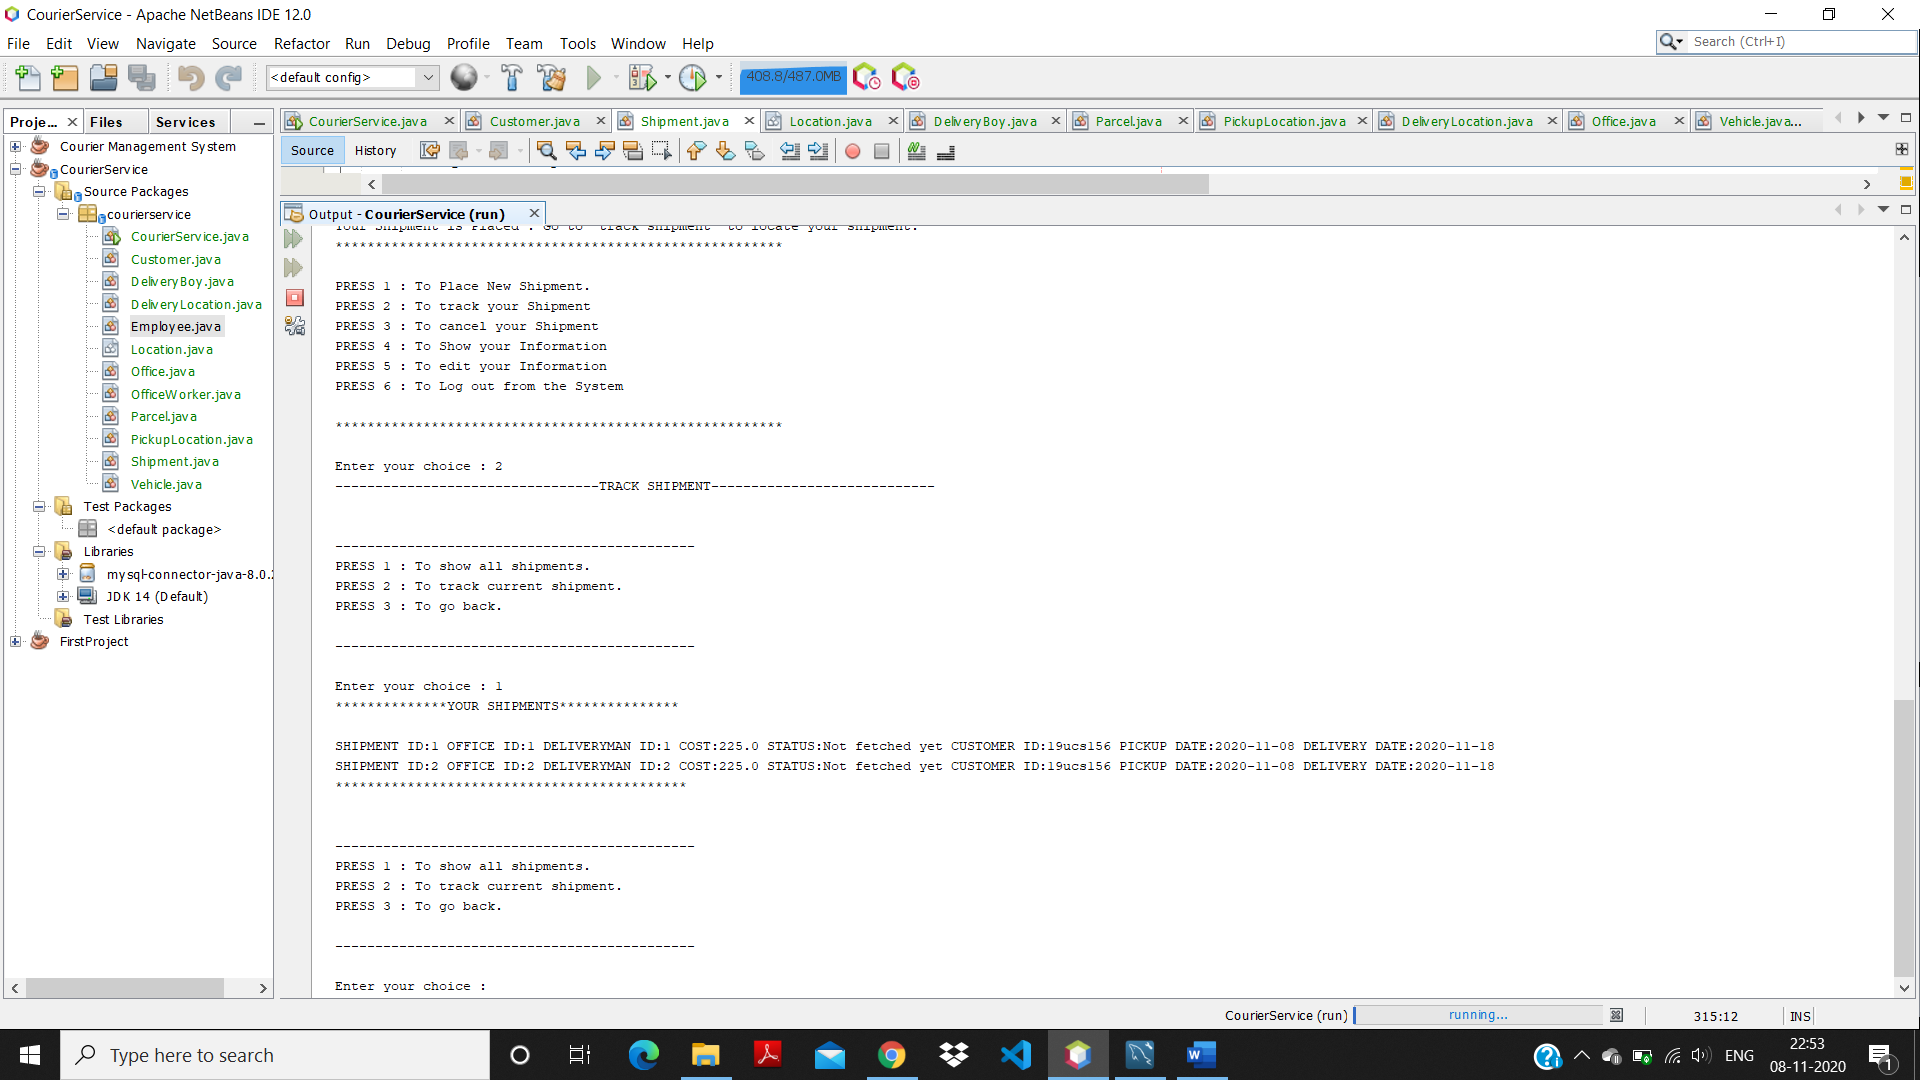 CourierService - Apache NetBeans IDE 12.0
File Edit View Navigate Source Refactor Run Debug Profile Team Tools Window Help
Search (Ctrl+I)
<default config>
408.8/487.0MB
Proje... Files Services
CourierService.java Customer.java Shipment.java Location.java DeliveryBoy.java Parcel.java PickupLocation.java DeliveryLocation.java Office.java Vehicle.java...
Source History
Courier Management System
CourierService
Source Packages
courierservice
CourierService.java
Customer.java
DeliveryBoy.java
DeliveryLocation.java
Employee.java
Location.java
Office.java
OfficeWorker.java
Parcel.java
PickupLocation.java
Shipment.java
Vehicle.java
Test Packages
<default package>
Libraries
mysql-connector-java-8.0.
JDK 14 (Default)
Test Libraries
FirstProject
Output - CourierService (run)
Your Shipment is Placed . Go to "track shipment" to locate your shipment.
********************************************************
PRESS 1 : To Place New Shipment.
PRESS 2 : To track your Shipment
PRESS 3 : To cancel your Shipment
PRESS 4 : To Show your Information
PRESS 5 : To edit your Information
PRESS 6 : To Log out from the System
********************************************************
Enter your choice : 2
---------------------------------TRACK SHIPMENT----------------------------
---------------------------------------------
PRESS 1 : To show all shipments.
PRESS 2 : To track current shipment.
PRESS 3 : To go back.
---------------------------------------------
Enter your choice : 1
**************YOUR SHIPMENTS***************
SHIPMENT ID:1 OFFICE ID:1 DELIVERYMAN ID:1 COST:225.0 STATUS:Not fetched yet CUSTOMER ID:19ucs156 PICKUP DATE:2020-11-08 DELIVERY DATE:2020-11-18
SHIPMENT ID:2 OFFICE ID:2 DELIVERYMAN ID:2 COST:225.0 STATUS:Not fetched yet CUSTOMER ID:19ucs156 PICKUP DATE:2020-11-08 DELIVERY DATE:2020-11-18
********************************************
---------------------------------------------
PRESS 1 : To show all shipments.
PRESS 2 : To track current shipment.
PRESS 3 : To go back.
---------------------------------------------
Enter your choice :
CourierService (run) running... 315:12 INS
Type here to search
ENG
22:53
08-11-2020
1